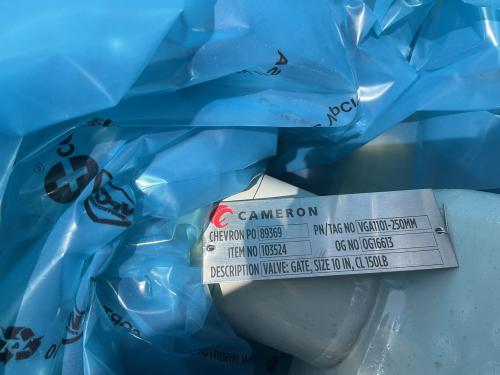 CAMERON
CHEVRON PO 89369 PN/TAG NO VGA1101-250MM
ITEM NO 103524 OG NO OG16613
DESCRIPTION VALVE: GATE, SIZE 10 IN, CL 150LB